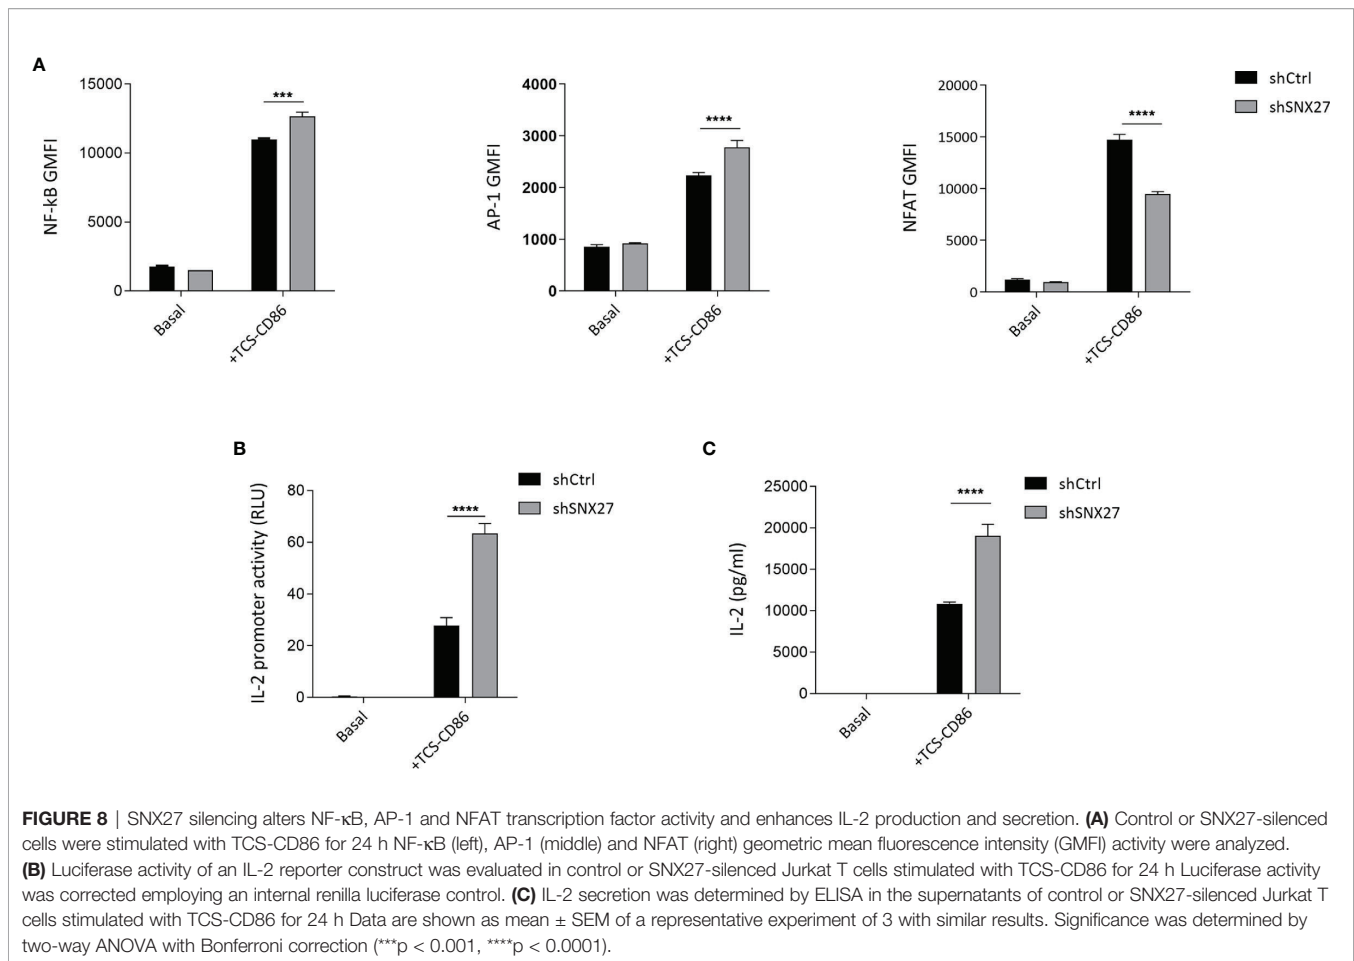 A
NF-kB GMFI
15000
10000
5000
0
Basal
+TCS-CD86
***
AP-1 GMFI
4000
3000
2000
1000
0
Basal
+TCS-CD86
****
NFAT GMFI
20000
15000
10000
5000
0
Basal
+TCS-CD86
****
shCtrl
shSNX27
B
IL-2 promoter activity (RLU)
80
60
40
20
0
Basal
+TCS-CD86
****
shCtrl
shSNX27
C
IL-2 (pg/ml)
25000
20000
15000
10000
5000
0
Basal
+TCS-CD86
****
shCtrl
shSNX27
FIGURE 8 | SNX27 silencing alters NF-κB, AP-1 and NFAT transcription factor activity and enhances IL-2 production and secretion. (A) Control or SNX27-silenced
cells were stimulated with TCS-CD86 for 24 h NF-κB (left), AP-1 (middle) and NFAT (right) geometric mean fluorescence intensity (GMFI) activity were analyzed.
(B) Luciferase activity of an IL-2 reporter construct was evaluated in control or SNX27-silenced Jurkat T cells stimulated with TCS-CD86 for 24 h Luciferase activity
was corrected employing an internal renilla luciferase control. (C) IL-2 secretion was determined by ELISA in the supernatants of control or SNX27-silenced Jurkat T
cells stimulated with TCS-CD86 for 24 h Data are shown as mean ± SEM of a representative experiment of 3 with similar results. Significance was determined by
two-way ANOVA with Bonferroni correction (***p < 0.001, ****p < 0.0001).